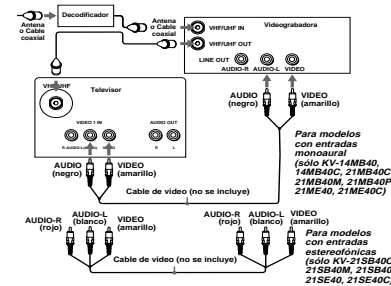 Decodificador
Antena
o Cable
coaxial
Antena
o Cable
coaxial
Videograbadora
VHF/UHF IN
VHF/UHF OUT
LINE OUT
AUDIO-R AUDIO-L VIDEO
VHF/UHF
Televisor
VIDEO 1 IN
AUDIO OUT
R-AUDIO-L(MONO) VIDEO
R L
AUDIO
(negro)
VIDEO
(amarillo)
AUDIO
(negro)
VIDEO
(amarillo)
Cable de video (no se incluye)
Para modelos
con entradas
monoaural
(sólo KV-14MB40,
14MB40C, 21MB40C
21MB40M, 21MB40P
21ME40, 21ME40C)
AUDIO-R
(rojo)
AUDIO-L
(blanco)
VIDEO
(amarillo)
AUDIO-R
(rojo)
AUDIO-L
(blanco)
VIDEO
(amarillo)
Cable de video (no se incluye)
Para modelos
con entradas
estereofónicas
(sólo KV-21SB40C
21SB40M, 21SB40
21SE40, 21SE40C)